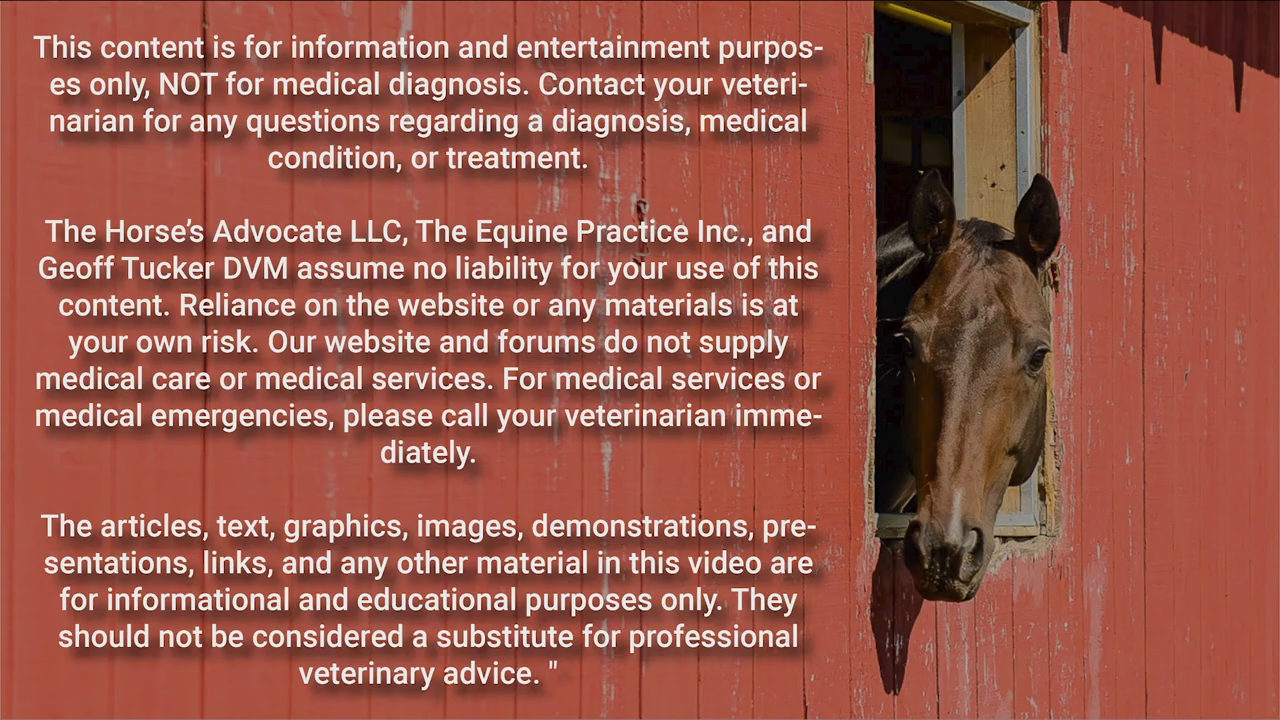 This content is for information and entertainment purpos-
es only, NOT for medical diagnosis. Contact your veteri-
narian for any questions regarding a diagnosis, medical
condition, or treatment.
The Horse’s Advocate LLC, The Equine Practice Inc., and
Geoff Tucker DVM assume no liability for your use of this
content. Reliance on the website or any materials is at
your own risk. Our website and forums do not supply
medical care or medical services. For medical services or
medical emergencies, please call your veterinarian imme-
diately.
The articles, text, graphics, images, demonstrations, pre-
sentations, links, and any other material in this video are
for informational and educational purposes only. They
should not be considered a substitute for professional
veterinary advice. "